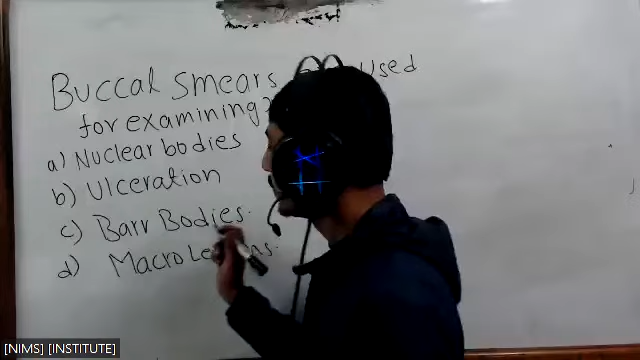 Buccal smears used
for examining?
a) Nuclear bodies
b) Ulceration
c) Barr Bodies.
d) Macro
[NIMS] [INSTITUTE]